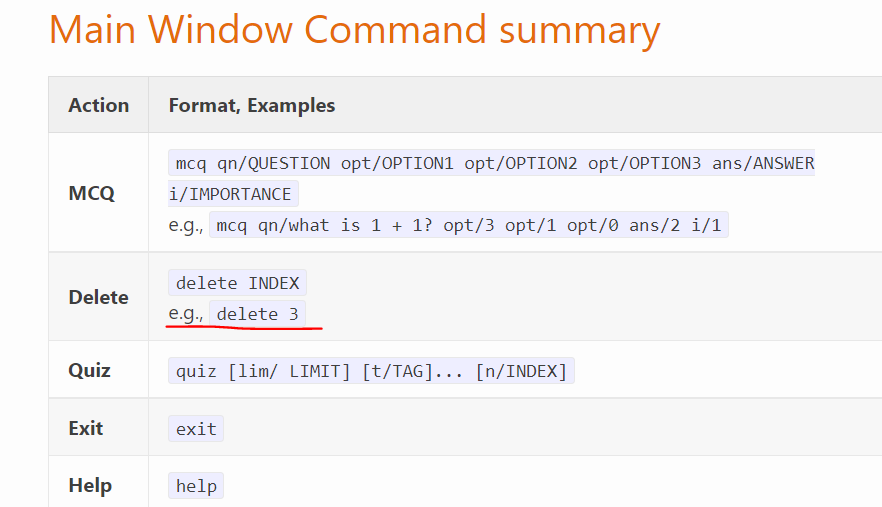 Main Window Command summary
Action Format, Examples
mcq qn/QUESTION opt/OPTION1 opt/OPTION2 opt/OPTION3 ans/ANSWER
MCQ i/IMPORTANCE
e.g., mcq qn/what is 1 + 1? opt/3 opt/1 opt/0 ans/2 i/1
Delete delete INDEX
e.g., delete 3
Quiz quiz [lim/ LIMIT] [t/TAG]... [n/INDEX]
Exit exit
Help help